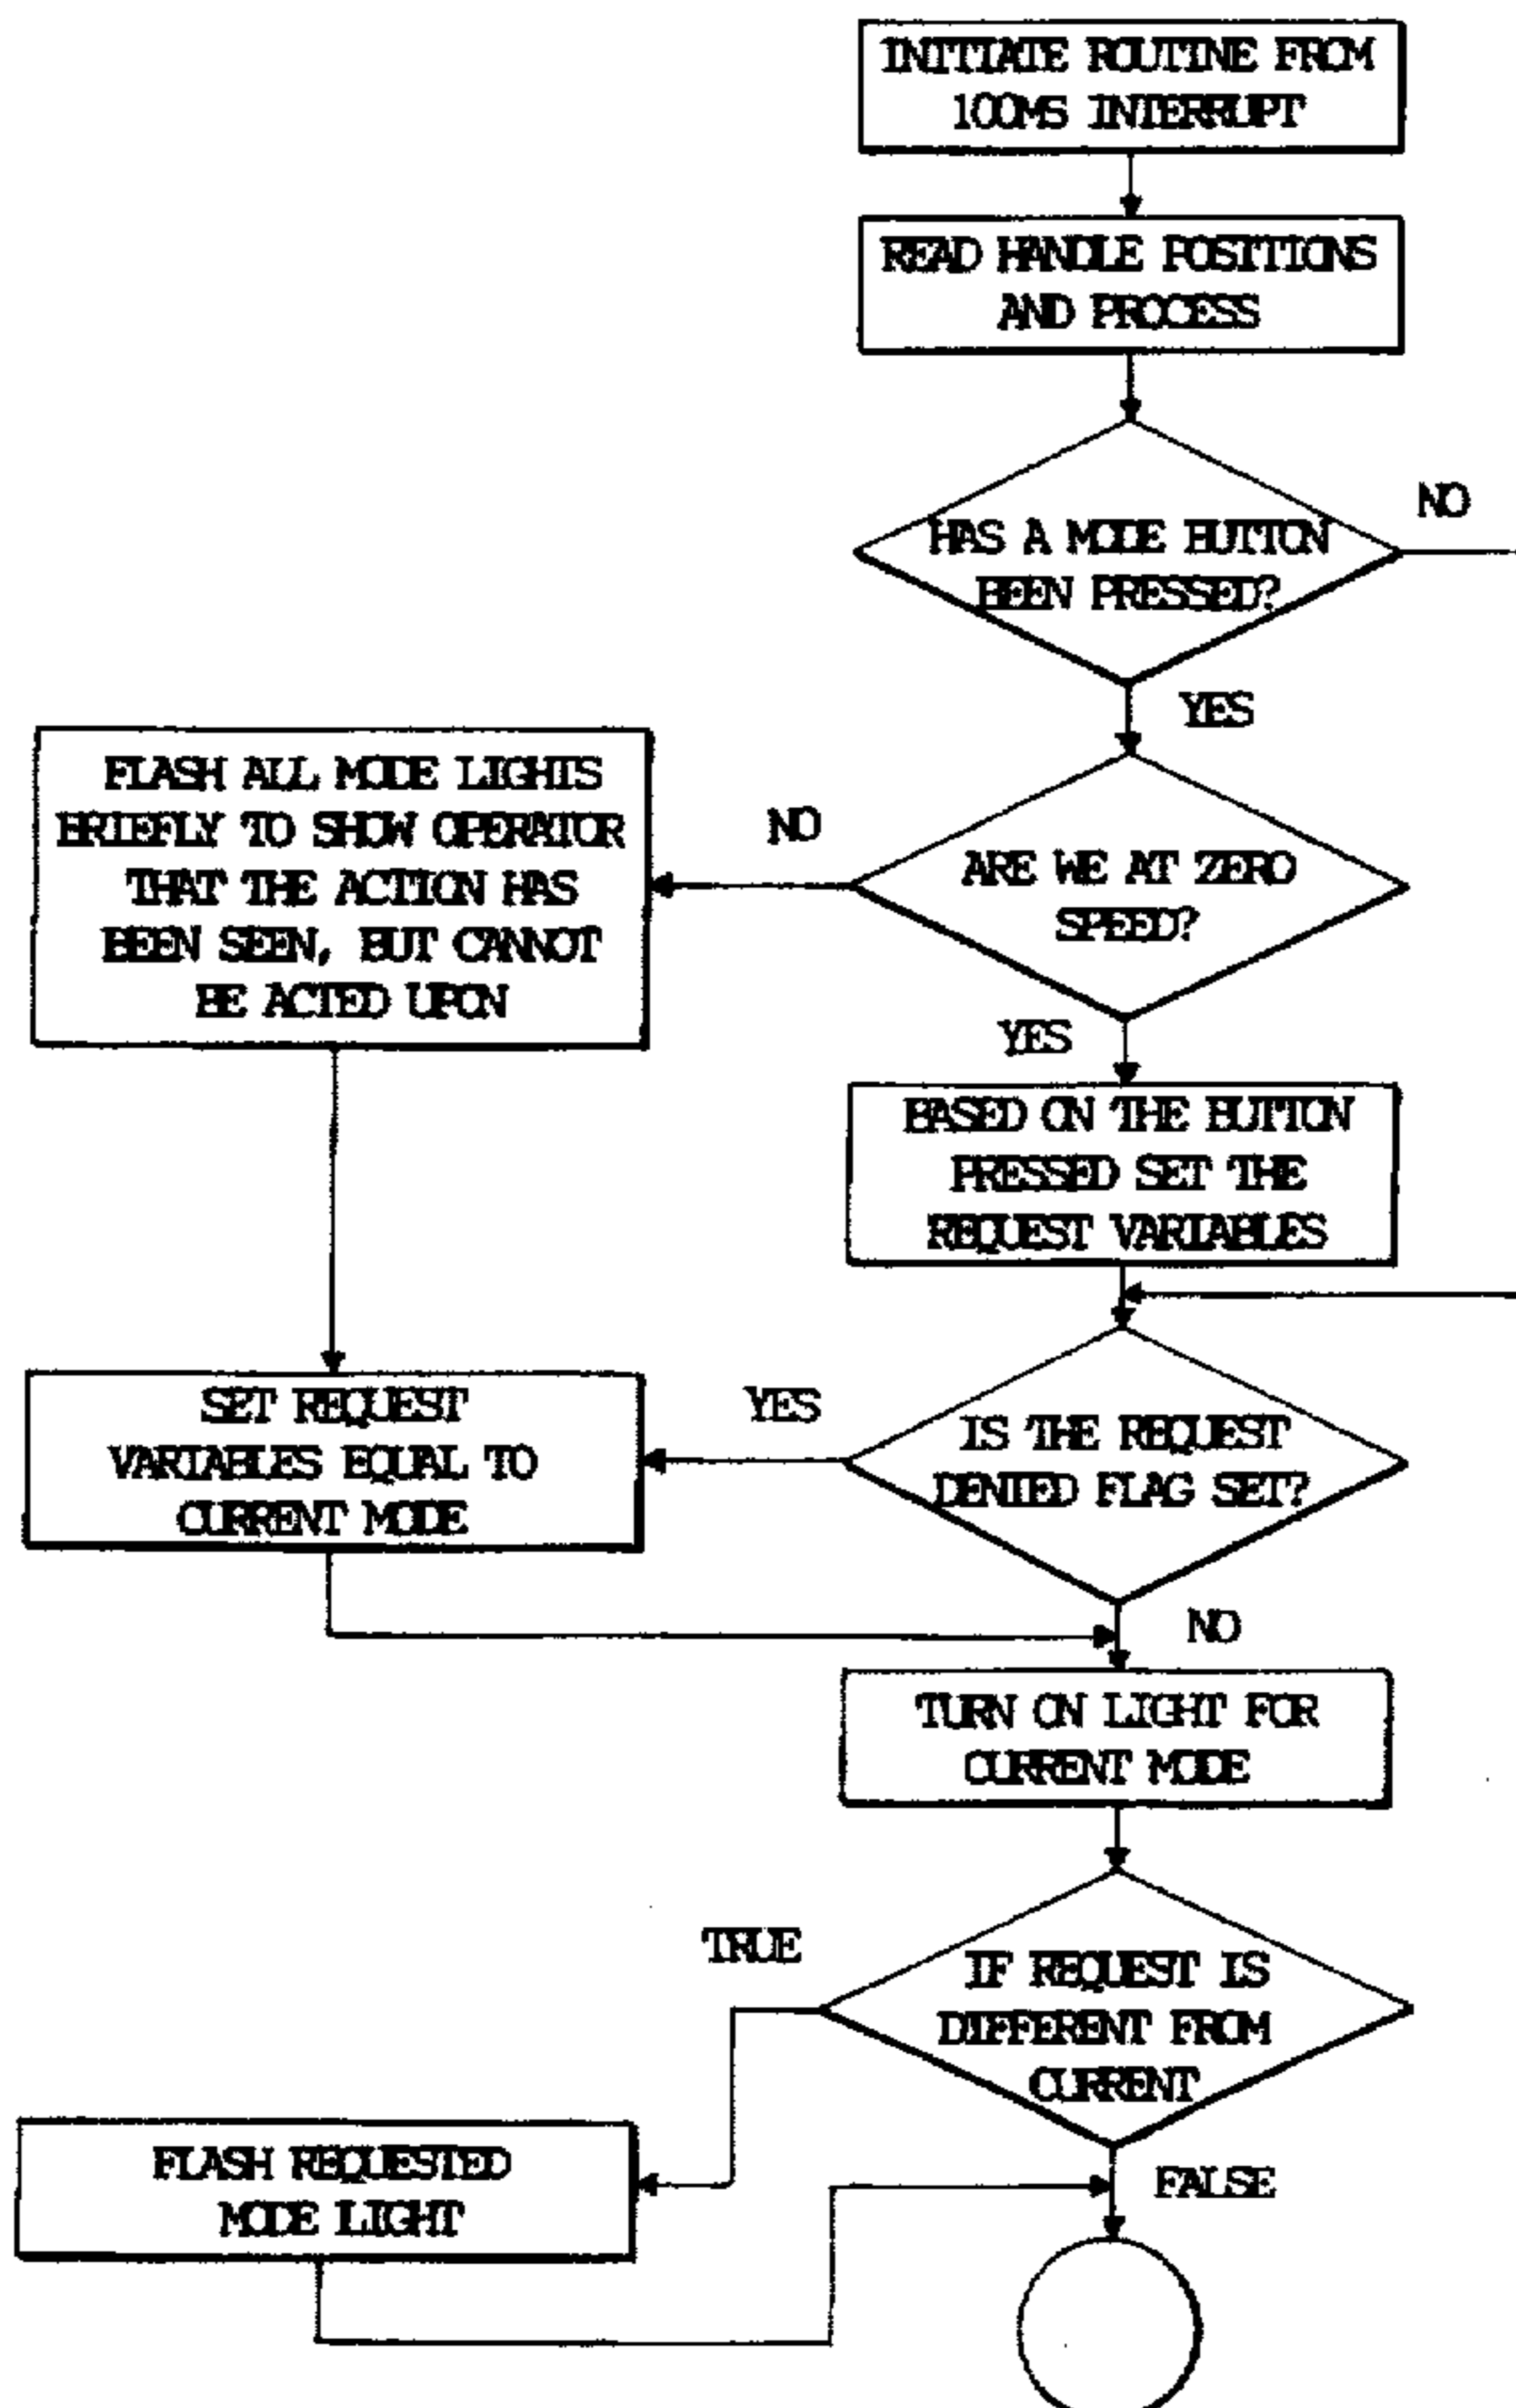 INITIATE ROUTINE FROM
100MS INTERRUPT
READ HANDLE POSITIONS
AND PROCESS
HAS A MODE BUTTON
BEEN PRESSED?
NO
YES
FLASH ALL MODE LIGHTS
BRIEFLY TO SHOW OPERATOR
THAT THE ACTION HAS
BEEN SEEN, BUT CANNOT
BE ACTED UPON
NO
ARE WE AT ZERO
SPEED?
YES
BASED ON THE BUTTON
PRESSED SET THE
REQUEST VARIABLES
SET REQUEST
VARIABLES EQUAL TO
CURRENT MODE
YES
IS THE REQUEST
DENIED FLAG SET?
NO
TURN ON LIGHT FOR
CURRENT MODE
TRUE
IF REQUEST IS
DIFFERENT FROM
CURRENT
FLASH REQUESTED
MODE LIGHT
FALSE